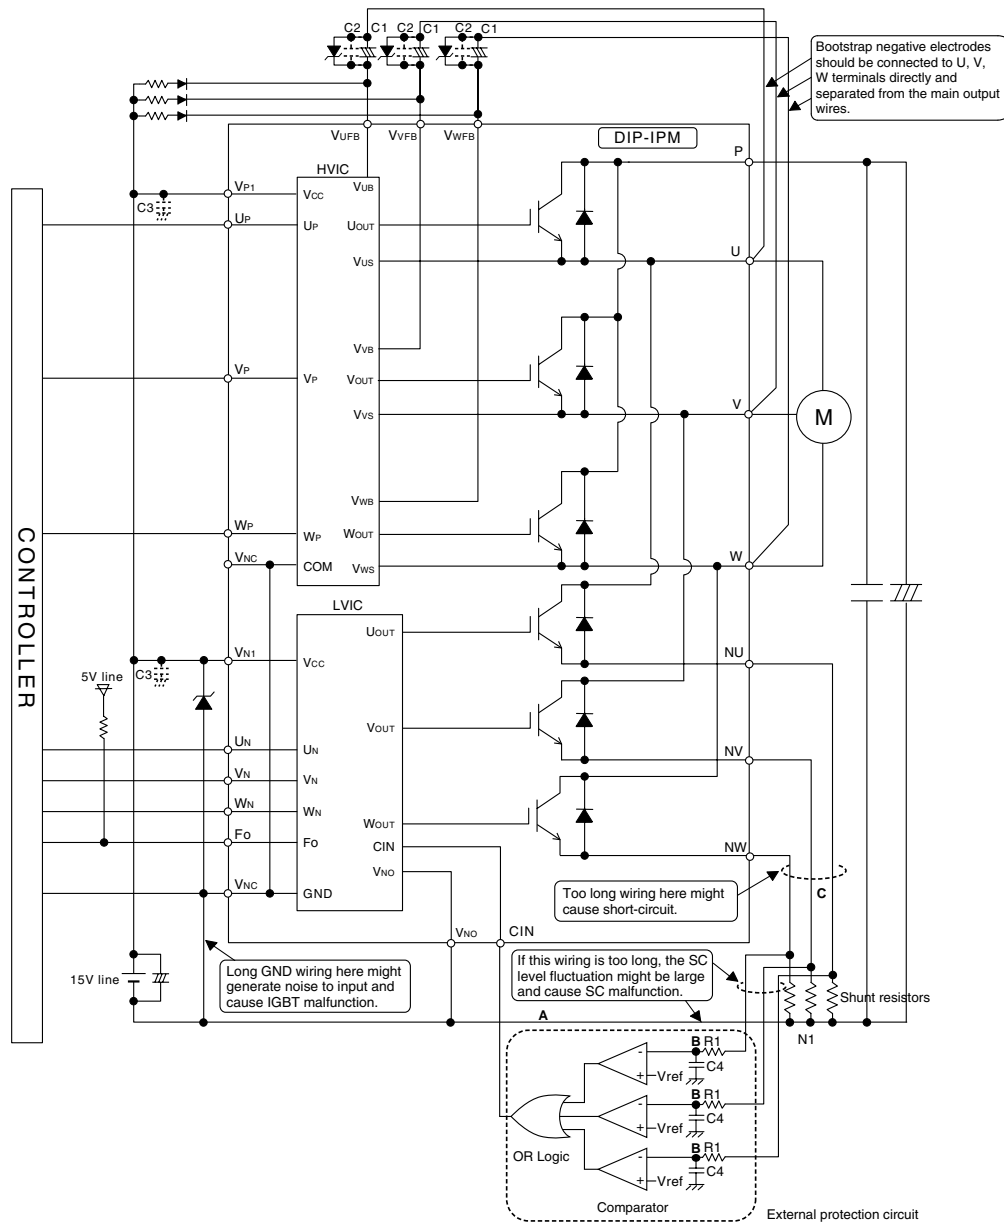 C2 C1 C2 C1 C2 C1
Bootstrap negative electrodes
should be connected to U, V,
W terminals directly and
separated from the main output
wires.
VUFB VVFB VWFB
DIP-IPM
P
HVIC
VP1
VCC
VUB
C3
UP
UP
UOUT
U
VUS
VVB
VP
VP
VOUT
V
VVS
M
VWB
WP
WP
WOUT
W
VNC
COM
VWS
LVIC
UOUT
VN1
VCC
NU
C3
5V line
VOUT
UN
UN
NV
VN
VN
WN
WN
WOUT
FO
FO
CIN
NW
VNC
GND
VNO
CONTROLLER
Too long wiring here might
cause short-circuit.
C
VNO
CIN
Long GND wiring here might
generate noise to input and
cause IGBT malfunction.
If this wiring is too long, the SC
level fluctuation might be large
and cause SC malfunction.
15V line
Shunt resistors
A
N1
B R1
-
C4
+
Vref
B R1
-
C4
+
Vref
B R1
-
C4
+
Vref
OR Logic
Comparator
External protection circuit